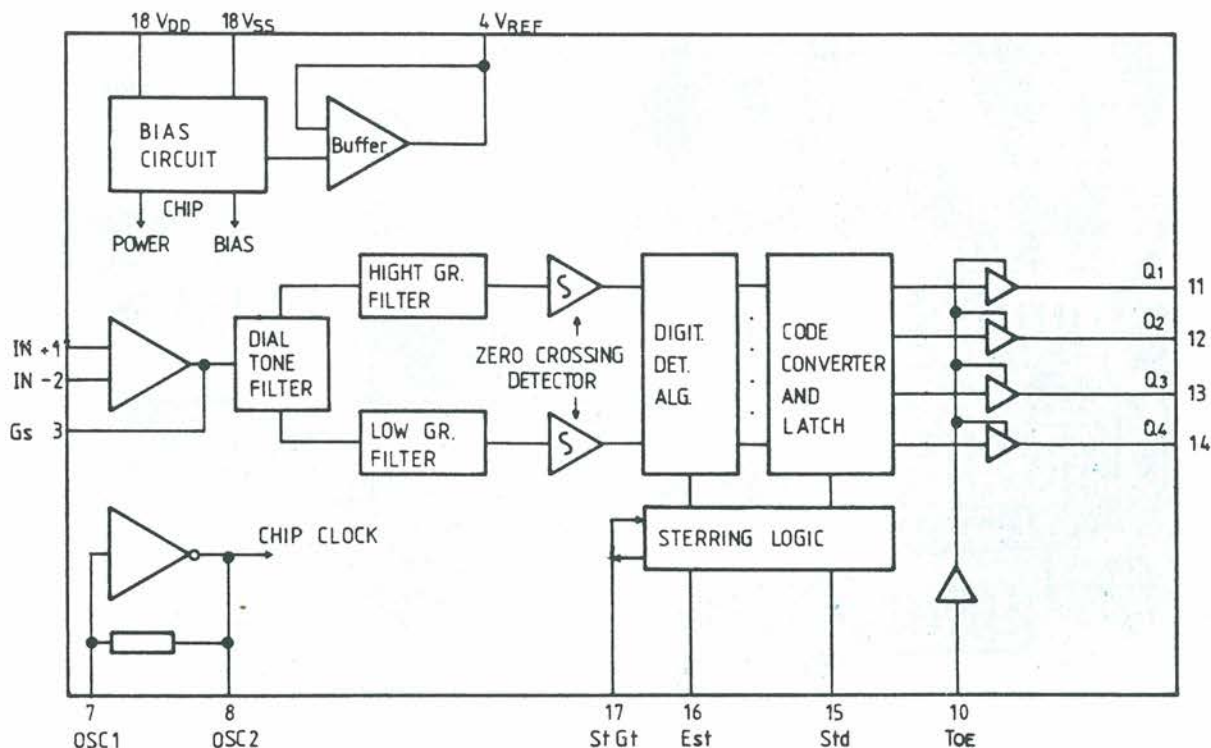 18 VDD 18 VSS 4 VREF
BIAS
CIRCUIT
Buffer
CHIP
POWER BIAS
HIGHT GR.
FILTER
DIAL
TONE
FILTER
LOW GR.
FILTER
ZERO CROSSING
DETECTOR
DIGIT.
DET.
ALG.
CODE
CONVERTER
AND
LATCH
Q1 11
Q2 12
Q3 13
Q4 14
IN +1
IN -2
Gs 3
CHIP CLOCK
STERRING LOGIC
7 8 17 16 15 10
OSC1 OSC2 StGt Est Std TOE